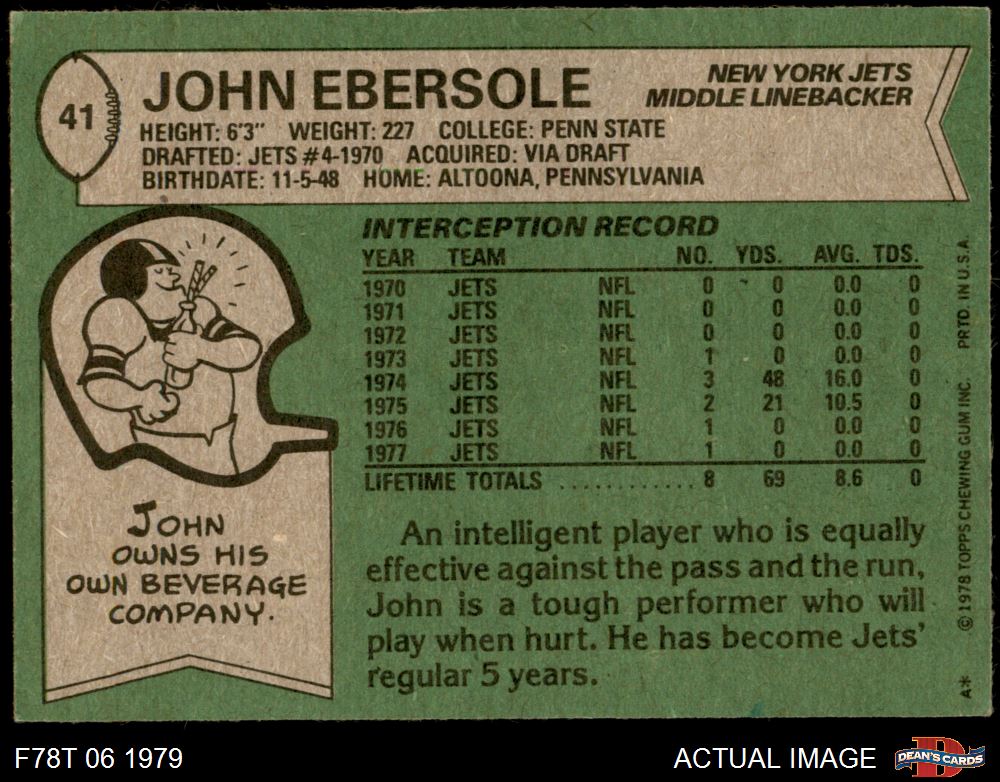 41
JOHN EBERSOLE
NEW YORK JETS
MIDDLE LINEBACKER
HEIGHT: 6'3" WEIGHT: 227 COLLEGE: PENN STATE
DRAFTED: JETS #4-1970 ACQUIRED: VIA DRAFT
BIRTHDATE: 11-5-48 HOME: ALTOONA, PENNSYLVANIA
INTERCEPTION RECORD
YEAR TEAM NO. YDS. AVG. TDS.
1970 JETS NFL 0 0 0.0 0
1971 JETS NFL 0 0 0.0 0
1972 JETS NFL 0 0 0.0 0
1973 JETS NFL 1 0 0.0 0
1974 JETS NFL 3 48 16.0 0
1975 JETS NFL 2 21 10.5 0
1976 JETS NFL 1 0 0.0 0
1977 JETS NFL 1 0 0.0 0
LIFETIME TOTALS ............ 8 69 8.6 0
JOHN
OWNS HIS
OWN BEVERAGE
COMPANY.
An intelligent player who is equally
effective against the pass and the run,
John is a tough performer who will
play when hurt. He has become Jets'
regular 5 years.
A* © 1978 TOPPS CHEWING GUM INC. PRTD. IN U.S.A.
F78T 06 1979
ACTUAL IMAGE
D
DEAN'S CARDS